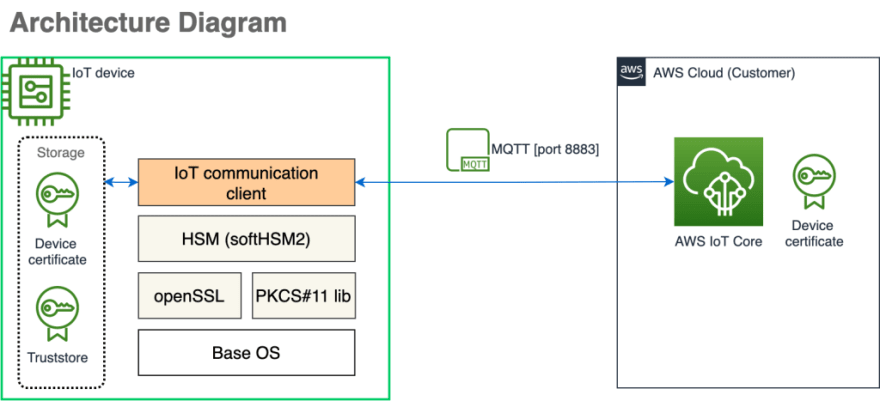 Architecture Diagram
IoT device
Storage
Device
certificate
Truststore
IoT communication
client
HSM (softHSM2)
openSSL
PKCS#11 lib
Base OS
MQTT
MQTT [port 8883]
aws
AWS Cloud (Customer)
AWS IoT Core
Device
certificate